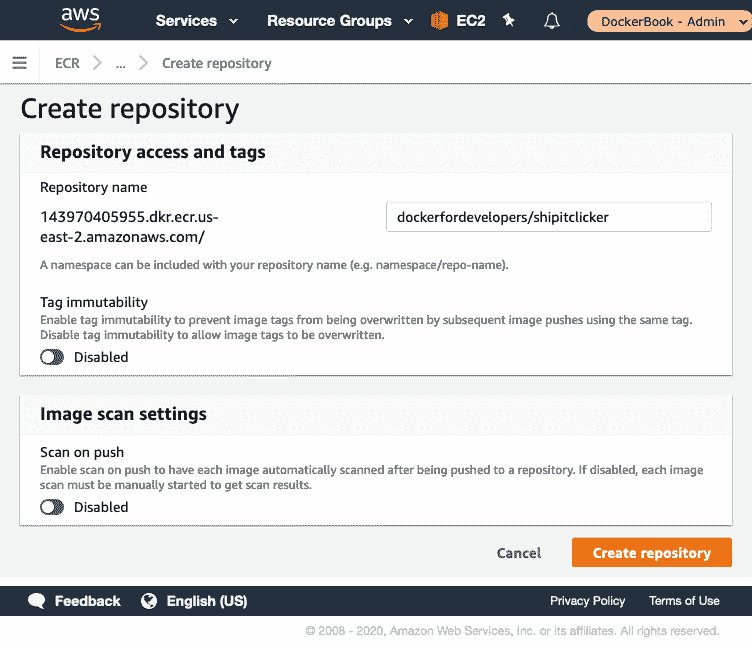 aws
Services
Resource Groups
EC2
DockerBook - Admin
ECR
...
Create repository
Create repository
Repository access and tags
Repository name
143970405955.dkr.ecr.us-
east-2.amazonaws.com/
dockerfordevelopers/shipitclicker
A namespace can be included with your repository name (e.g. namespace/repo-name).
Tag immutability
Enable tag immutability to prevent image tags from being overwritten by subsequent image pushes using the same tag.
Disable tag immutability to allow image tags to be overwritten.
Disabled
Image scan settings
Scan on push
Enable scan on push to have each image automatically scanned after being pushed to a repository. If disabled, each image
scan must be manually started to get scan results.
Disabled
Cancel
Create repository
Feedback
English (US)
Privacy Policy
Terms of Use
© 2008 - 2020, Amazon Web Services, Inc. or its affiliates. All rights reserved.